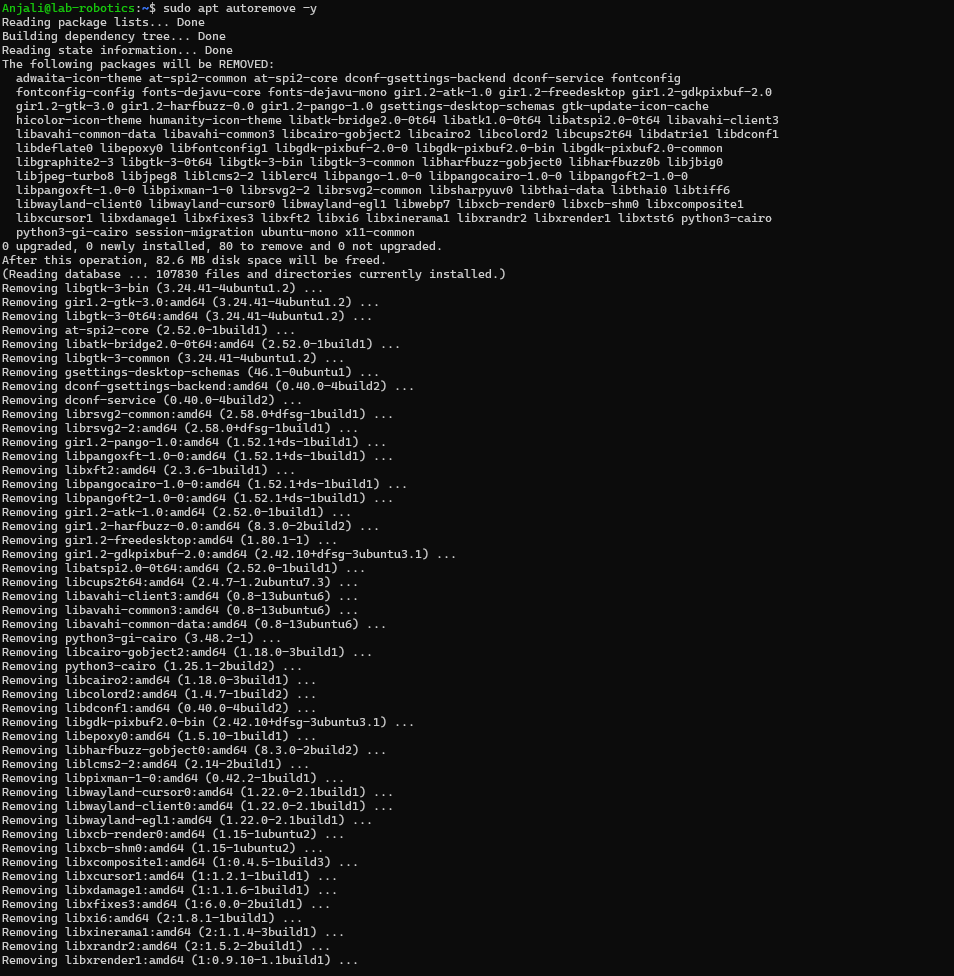 Anjali@lab-robotics:~$ sudo apt autoremove -y
Reading package lists... Done
Building dependency tree... Done
Reading state information... Done
The following packages will be REMOVED:
  adwaita-icon-theme at-spi2-common at-spi2-core dconf-gsettings-backend dconf-service fontconfig
  fontconfig-config fonts-dejavu-core fonts-dejavu-mono gir1.2-atk-1.0 gir1.2-freedesktop gir1.2-gdkpixbuf-2.0
  gir1.2-gtk-3.0 gir1.2-harfbuzz-0.0 gir1.2-pango-1.0 gsettings-desktop-schemas gtk-update-icon-cache
  hicolor-icon-theme humanity-icon-theme libatk-bridge2.0-0t64 libatk1.0-0t64 libatspi2.0-0t64 libavahi-client3
  libavahi-common-data libavahi-common3 libcairo-gobject2 libcairo2 libcolord2 libcups2t64 libdatrie1 libdconf1
  libdeflate0 libepoxy0 libfontconfig1 libgdk-pixbuf-2.0-0 libgdk-pixbuf2.0-bin libgdk-pixbuf2.0-common
  libgraphite2-3 libgtk-3-0t64 libgtk-3-bin libgtk-3-common libharfbuzz-gobject0 libharfbuzz0b libjbig0
  libjpeg-turbo8 libjpeg8 liblcms2-2 liblerc4 libpango-1.0-0 libpangocairo-1.0-0 libpangoft2-1.0-0
  libpangoxft-1.0-0 libpixman-1-0 librsvg2-2 librsvg2-common libsharpyuv0 libthai-data libthai0 libtiff6
  libwayland-client0 libwayland-cursor0 libwayland-egl1 libwebp7 libxcb-render0 libxcb-shm0 libxcomposite1
  libxcursor1 libxdamage1 libxfixes3 libxft2 libxi6 libxinerama1 libxrandr2 libxrender1 libxtst6 python3-cairo
  python3-gi-cairo session-migration ubuntu-mono x11-common
0 upgraded, 0 newly installed, 80 to remove and 0 not upgraded.
After this operation, 82.6 MB disk space will be freed.
(Reading database ... 107830 files and directories currently installed.)
Removing libgtk-3-bin (3.24.41-4ubuntu1.2) ...
Removing gir1.2-gtk-3.0:amd64 (3.24.41-4ubuntu1.2) ...
Removing libgtk-3-0t64:amd64 (3.24.41-4ubuntu1.2) ...
Removing at-spi2-core (2.52.0-1build1) ...
Removing libatk-bridge2.0-0t64:amd64 (2.52.0-1build1) ...
Removing libgtk-3-common (3.24.41-4ubuntu1.2) ...
Removing gsettings-desktop-schemas (46.1-0ubuntu1) ...
Removing dconf-gsettings-backend:amd64 (0.40.0-4build2) ...
Removing dconf-service (0.40.0-4build2) ...
Removing librsvg2-common:amd64 (2.58.0+dfsg-1build1) ...
Removing librsvg2-2:amd64 (2.58.0+dfsg-1build1) ...
Removing gir1.2-pango-1.0:amd64 (1.52.1+ds-1build1) ...
Removing libpangoxft-1.0-0:amd64 (1.52.1+ds-1build1) ...
Removing libxft2:amd64 (2.3.6-1build1) ...
Removing libpangocairo-1.0-0:amd64 (1.52.1+ds-1build1) ...
Removing libpangoft2-1.0-0:amd64 (1.52.1+ds-1build1) ...
Removing gir1.2-atk-1.0:amd64 (2.52.0-1build1) ...
Removing gir1.2-harfbuzz-0.0:amd64 (8.3.0-2build2) ...
Removing gir1.2-freedesktop:amd64 (1.80.1-1) ...
Removing gir1.2-gdkpixbuf-2.0:amd64 (2.42.10+dfsg-3ubuntu3.1) ...
Removing libatspi2.0-0t64:amd64 (2.52.0-1build1) ...
Removing libcups2t64:amd64 (2.4.7-1.2ubuntu7.3) ...
Removing libavahi-client3:amd64 (0.8-13ubuntu6) ...
Removing libavahi-common3:amd64 (0.8-13ubuntu6) ...
Removing libavahi-common-data:amd64 (0.8-13ubuntu6) ...
Removing python3-gi-cairo (3.48.2-1) ...
Removing libcairo-gobject2:amd64 (1.18.0-3build1) ...
Removing python3-cairo (1.25.1-2build2) ...
Removing libcairo2:amd64 (1.18.0-3build1) ...
Removing libcolord2:amd64 (1.4.7-1build2) ...
Removing libdconf1:amd64 (0.40.0-4build2) ...
Removing libgdk-pixbuf2.0-bin (2.42.10+dfsg-3ubuntu3.1) ...
Removing libepoxy0:amd64 (1.5.10-1build1) ...
Removing libharfbuzz-gobject0:amd64 (8.3.0-2build2) ...
Removing liblcms2-2:amd64 (2.14-2build1) ...
Removing libpixman-1-0:amd64 (0.42.2-1build1) ...
Removing libwayland-cursor0:amd64 (1.22.0-2.1build1) ...
Removing libwayland-client0:amd64 (1.22.0-2.1build1) ...
Removing libwayland-egl1:amd64 (1.22.0-2.1build1) ...
Removing libxcb-render0:amd64 (1.15-1ubuntu2) ...
Removing libxcb-shm0:amd64 (1.15-1ubuntu2) ...
Removing libxcomposite1:amd64 (1:0.4.5-1build3) ...
Removing libxcursor1:amd64 (1:1.2.1-1build1) ...
Removing libxdamage1:amd64 (1:1.1.6-1build1) ...
Removing libxfixes3:amd64 (1:6.0.0-2build1) ...
Removing libxi6:amd64 (2:1.8.1-1build1) ...
Removing libxinerama1:amd64 (2:1.1.4-3build1) ...
Removing libxrandr2:amd64 (2:1.5.2-2build1) ...
Removing libxrender1:amd64 (1:0.9.10-1.1build1) ...